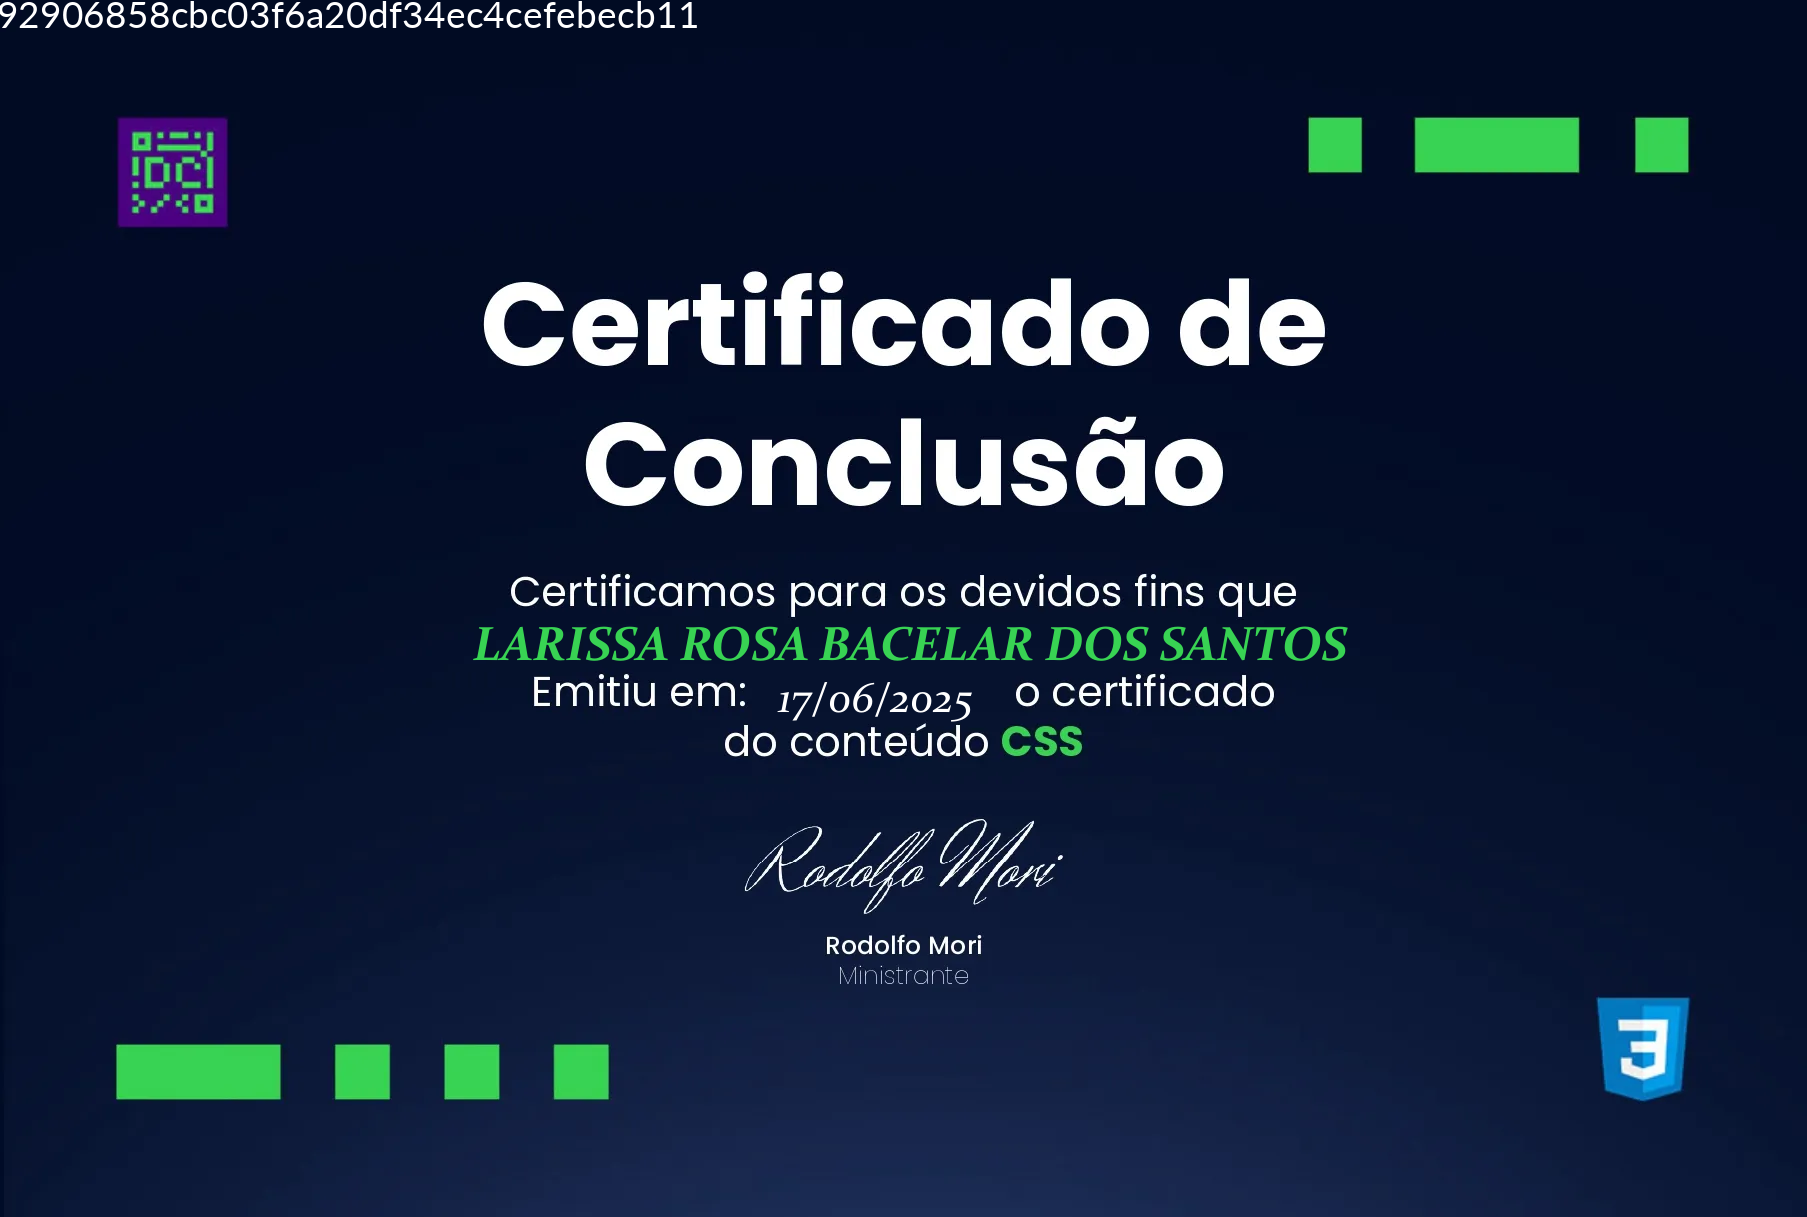 92906858cbc03f6a20df34ec4cefebecb11
DC
Certificado de
Conclusão
Certificamos para os devidos fins que
LARISSA ROSA BACELAR DOS SANTOS
Emitiu em: 17/06/2025 o certificado
do conteúdo CSS
Rodolfo Mori
Rodolfo Mori
Ministrante
3